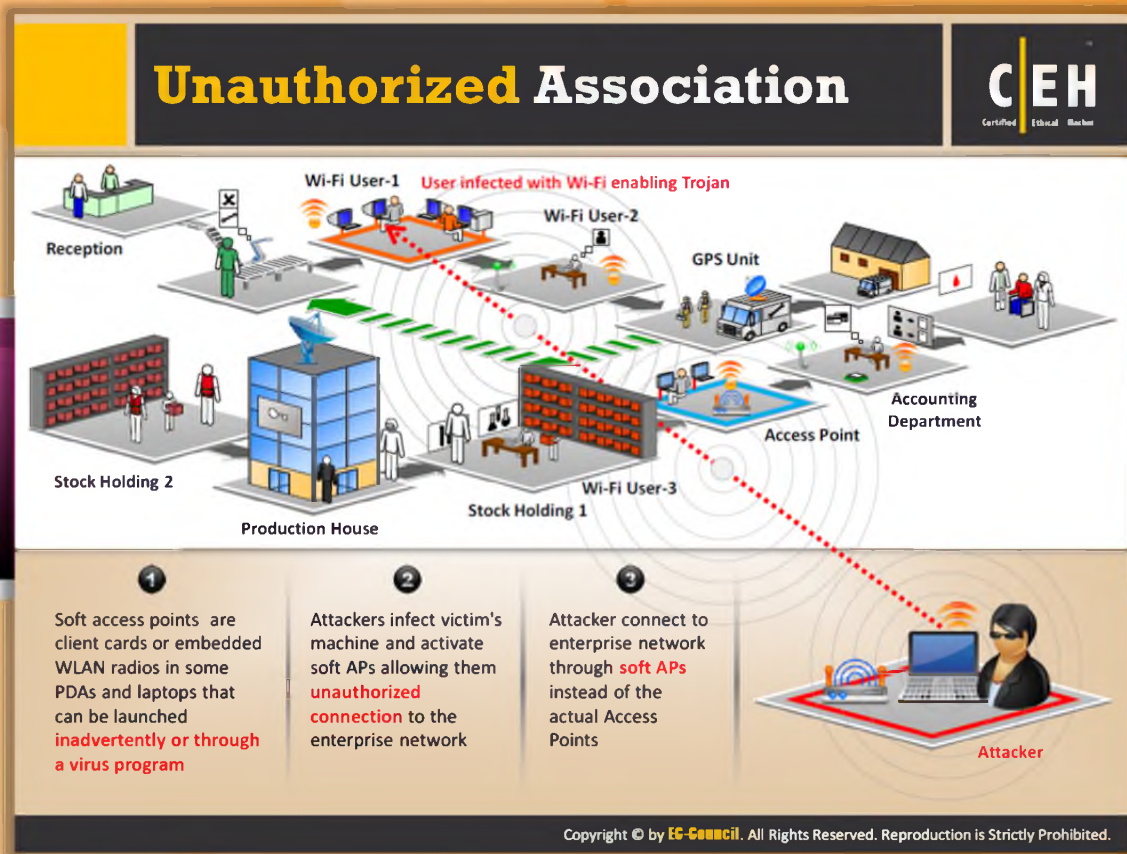 Unauthorized Association
C EH
Certified Ethical Hacker
Wi-Fi User-1 User infected with Wi-Fi enabling Trojan
Wi-Fi User-2
Reception
GPS Unit
Accounting
Department
Access Point
Stock Holding 2
Wi-Fi User-3
Stock Holding 1
Production House
1
Soft access points are
client cards or embedded
WLAN radios in some
PDAs and laptops that
can be launched
inadvertently or through
a virus program
2
Attackers infect victim's
machine and activate
soft APs allowing them
unauthorized
connection to the
enterprise network
3
Attacker connect to
enterprise network
through soft APs
instead of the
actual Access
Points
Attacker
Copyright © by EC-Council. All Rights Reserved. Reproduction is Strictly Prohibited.